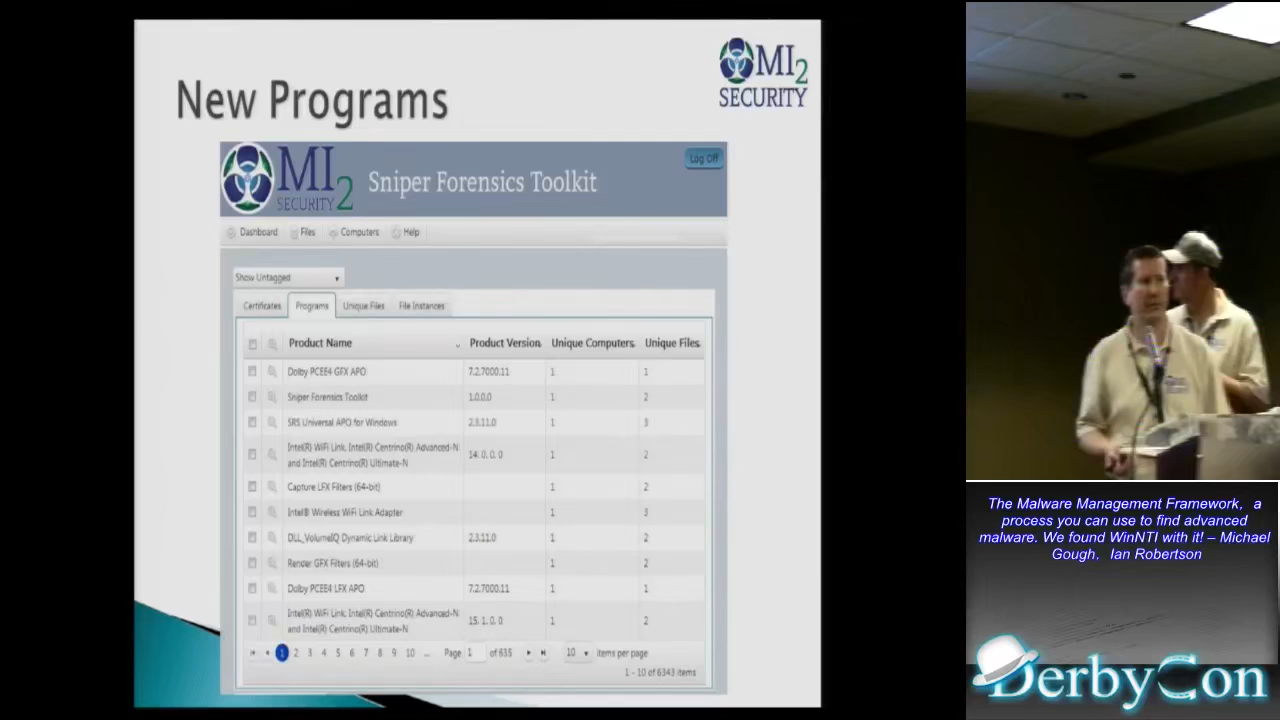 New Programs
MI2
SECURITY
MI2
SECURITY
Sniper Forensics Toolkit
Log Off
Dashboard Files Computers Help
Show Untagged
Certificates Programs Unique Files File Instances
Product Name Product Version Unique Computers Unique Files
Dolby PCEE4 GFX APO 7.2.7000.11 1 1
Sniper Forensics Toolkit 1.0.0.0 1 2
SRS Universal APO for Windows 2.3.11.0 1 3
Intel(R) WiFi Link, Intel(R) Centrino(R) Advanced-N
and Intel(R) Centrino(R) Ultimate-N 14. 0. 0. 0 1 2
Capture LFX Filters (64-bit) 1 2
Intel® Wireless WiFi Link Adapter 1 3
DLL_VolumeIQ Dynamic Link Library 2.3.11.0 1 2
Render GFX Filters (64-bit) 1 2
Dolby PCEE4 LFX APO 7.2.7000.11 1 1
Intel(R) WiFi Link, Intel(R) Centrino(R) Advanced-N
and Intel(R) Centrino(R) Ultimate-N 15. 1. 0. 0 1 2
1 2 3 4 5 6 7 8 9 10 ... Page 1 of 635 10 items per page
1 - 10 of 6343 items
The Malware Management Framework, a
process you can use to find advanced
malware. We found WinNTI with it! – Michael
Gough, Ian Robertson
DerbyCon